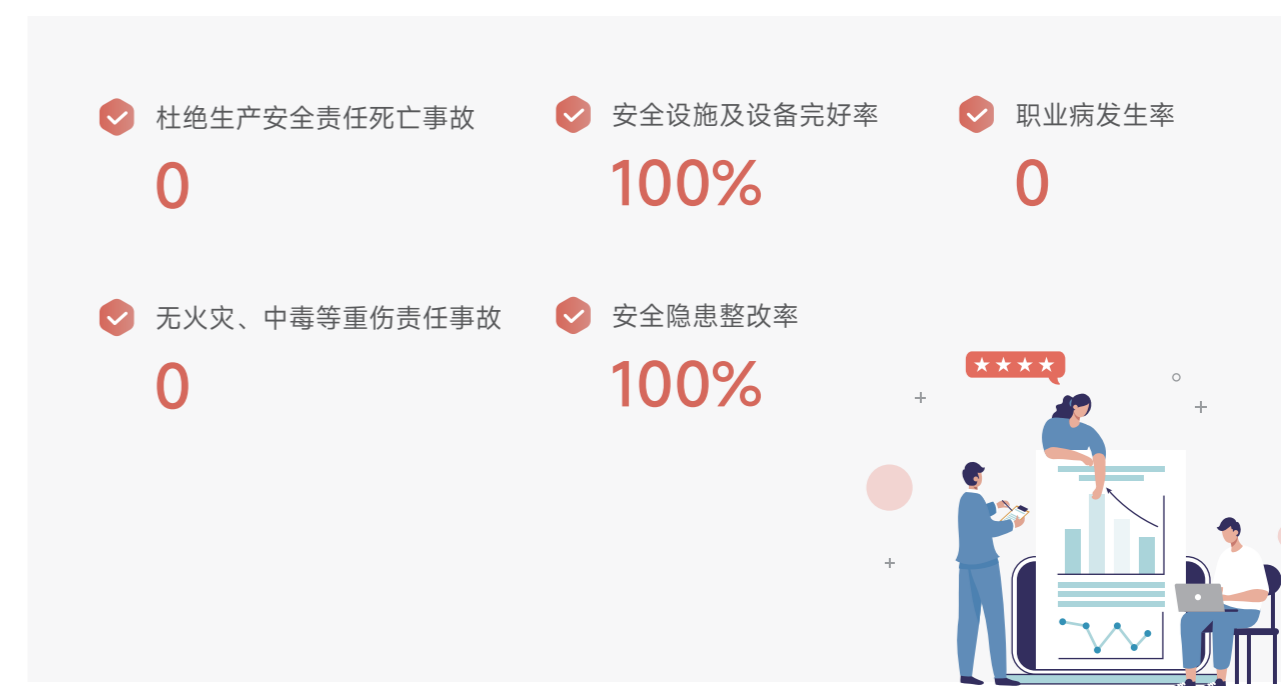 杜绝生产安全责任死亡事故
0
安全设施及设备完好率
100%
职业病发生率
0
无火灾、中毒等重伤责任事故
0
安全隐患整改率
100%